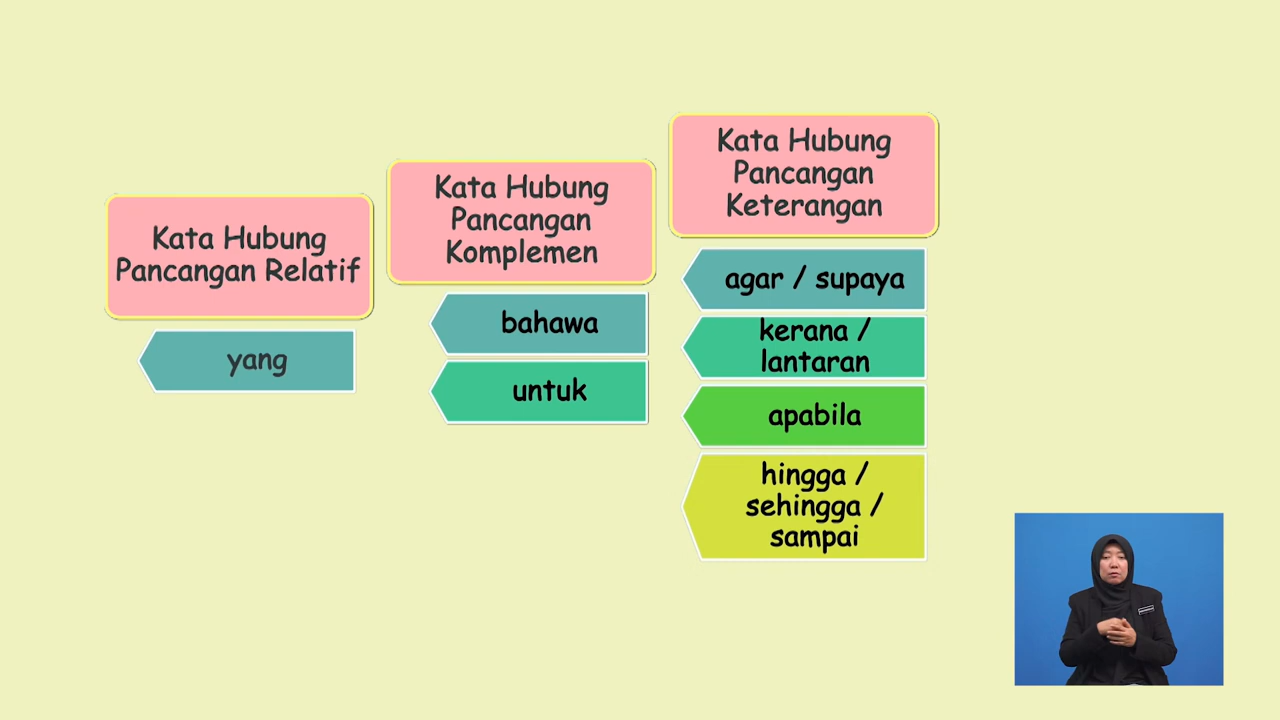 Kata Hubung
Pancangan Relatif
yang
Kata Hubung
Pancangan
Komplemen
bahawa
untuk
Kata Hubung
Pancangan
Keterangan
agar / supaya
kerana /
lantaran
apabila
hingga /
sehingga /
sampai